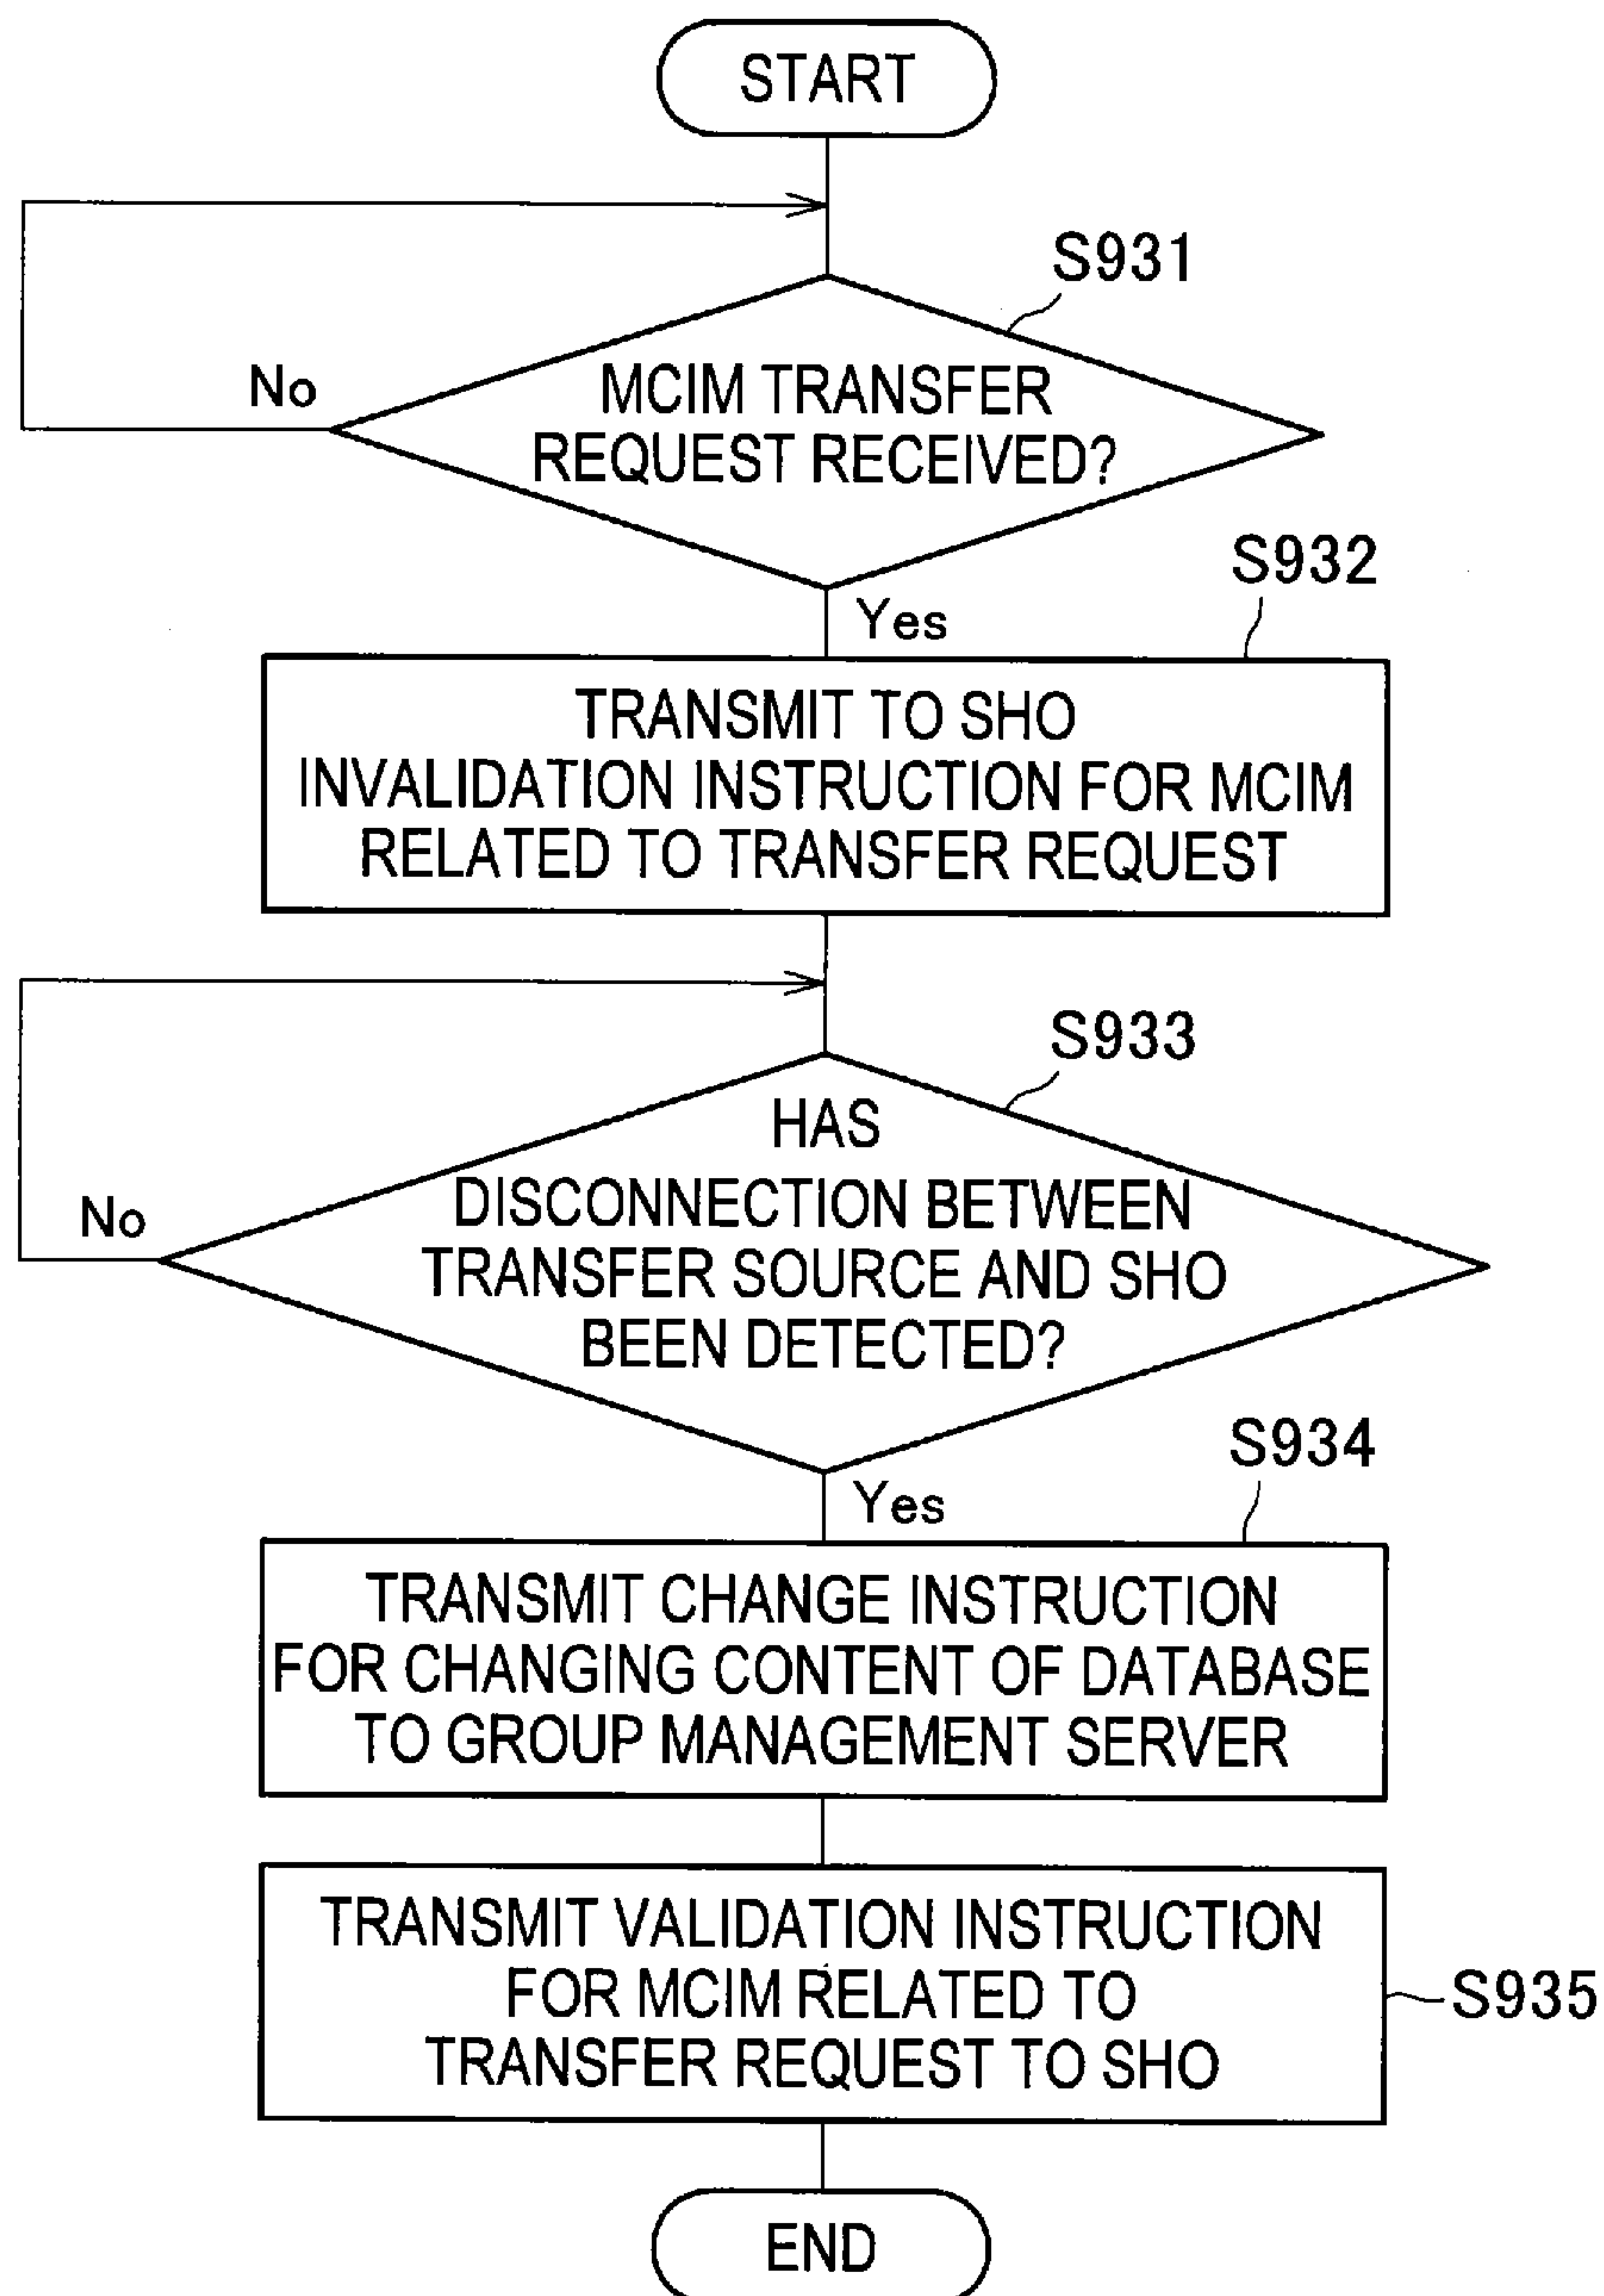 START
S931
No
MCIM TRANSFER
REQUEST RECEIVED?
S932
Yes
TRANSMIT TO SHO
INVALIDATION INSTRUCTION FOR MCIM
RELATED TO TRANSFER REQUEST
S933
HAS
DISCONNECTION BETWEEN
No
TRANSFER SOURCE AND SHO
BEEN DETECTED?
S934
Yes
TRANSMIT CHANGE INSTRUCTION
FOR CHANGING CONTENT OF DATABASE
TO GROUP MANAGEMENT SERVER
TRANSMIT VALIDATION INSTRUCTION
FOR MCIM RELATED TO
S935
TRANSFER REQUEST TO SHO
END